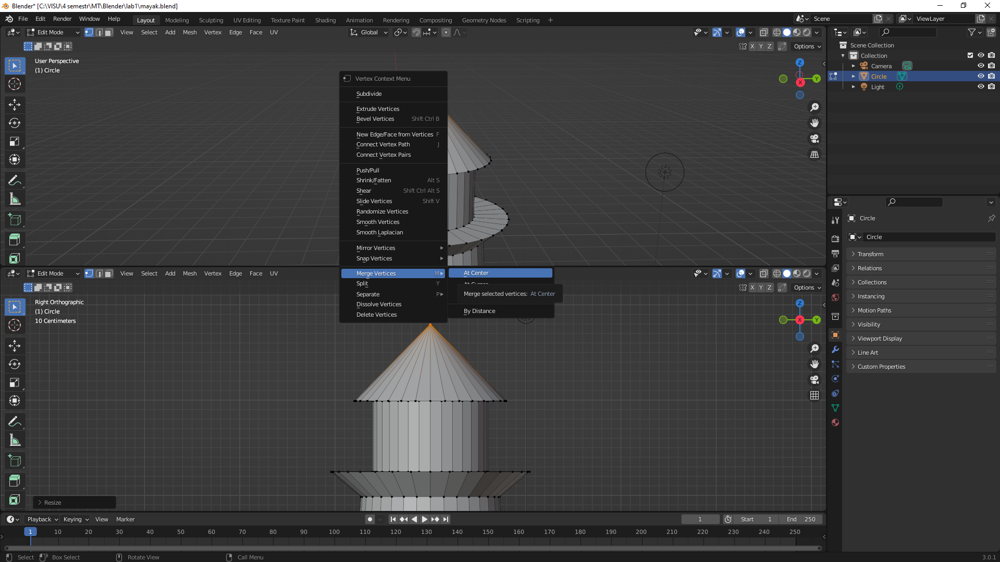 Blender* [C:\VISU\4 semestr\MT\Blender\lab1\mayak.blend]
File Edit Render Window Help
Layout Modeling Sculpting UV Editing Texture Paint Shading Animation Rendering Compositing Geometry Nodes Scripting +
Scene
ViewLayer
Edit Mode View Select Add Mesh Vertex Edge Face UV
Global
X Y Z Options
User Perspective
(1) Circle
Z
Y
X
Vertex Context Menu
Subdivide
Extrude Vertices
Bevel Vertices Shift Ctrl B
New Edge/Face from Vertices F
Connect Vertex Path J
Connect Vertex Pairs
Push/Pull
Shrink/Fatten Alt S
Shear Shift Ctrl Alt S
Slide Vertices Shift V
Randomize Vertices
Smooth Vertices
Smooth Laplacian
Mirror Vertices
Snap Vertices
Merge Vertices M
Split Y
Separate P
Dissolve Vertices
Delete Vertices
At Center
Merge selected vertices: At Center
By Distance
Edit Mode View Select Add Mesh Vertex Edge Face UV
X Y Z Options
Right Orthographic
(1) Circle
10 Centimeters
Z
X
Y
Resize
Scene Collection
Collection
Camera
Circle
Light
Circle
Circle
Transform
Relations
Collections
Instancing
Motion Paths
Visibility
Viewport Display
Line Art
Custom Properties
Playback Keying View Marker
1
Start 1
End 250
1 10 20 30 40 50 60 70 80 90 100 110 120 130 140 150 160 170 180 190 200 210 220 230 240 250
Select Box Select Rotate View Call Menu
3.0.1